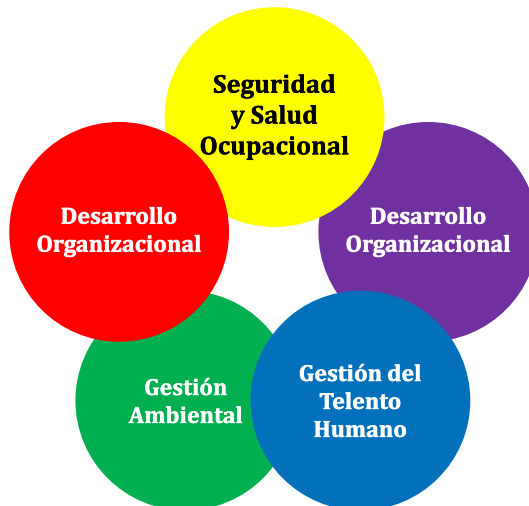 Seguridad
y Salud
Ocupacional
Desarrollo
Organizacional
Desarrollo
Organizacional
Gestión
Ambiental
Gestión del
Telento
Humano